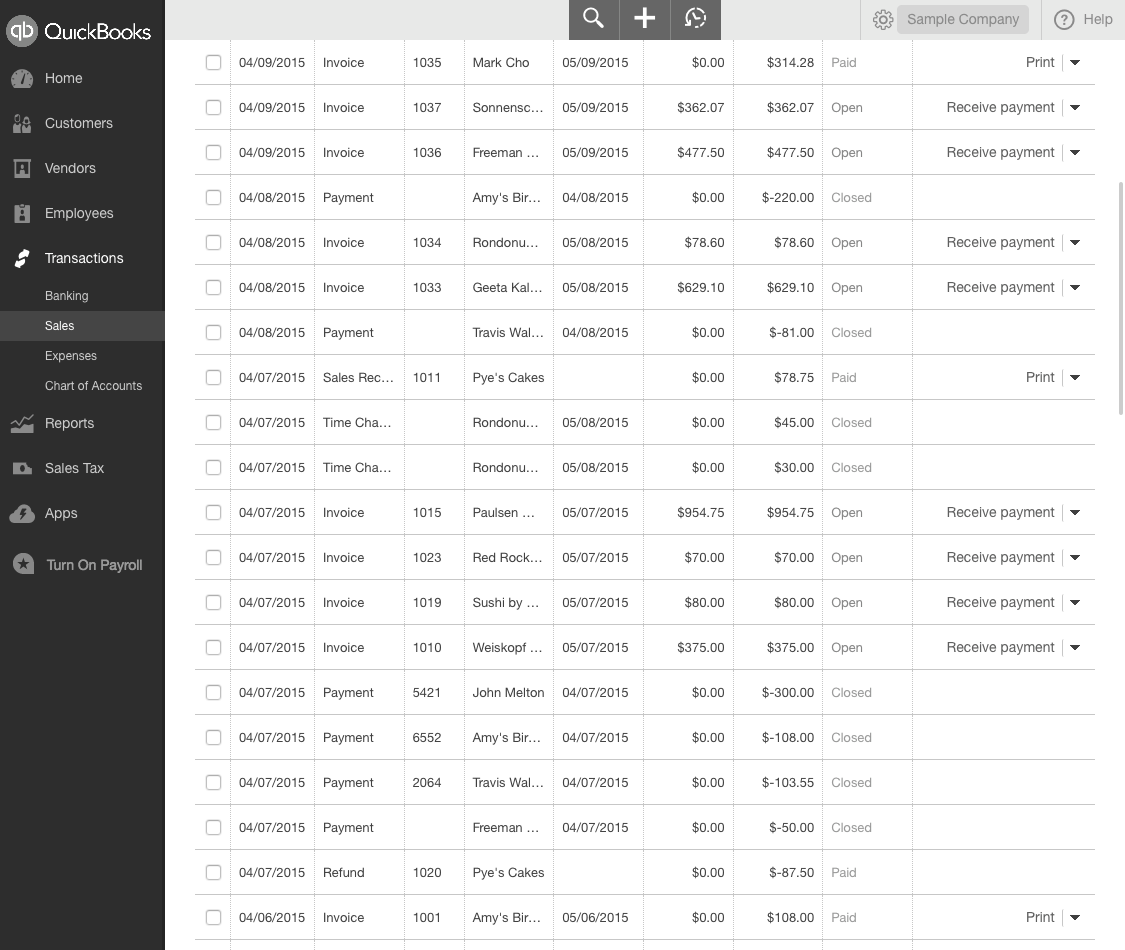 QuickBooks
Sample Company
Help
Home
Customers
Vendors
Employees
Transactions
Banking
Sales
Expenses
Chart of Accounts
Reports
Sales Tax
Apps
Turn On Payroll
04/09/2015 Invoice 1035 Mark Cho 05/09/2015 $0.00 $314.28 Paid Print
04/09/2015 Invoice 1037 Sonnensc... 05/09/2015 $362.07 $362.07 Open Receive payment
04/09/2015 Invoice 1036 Freeman ... 05/09/2015 $477.50 $477.50 Open Receive payment
04/08/2015 Payment Amy's Bir... 04/08/2015 $0.00 $-220.00 Closed
04/08/2015 Invoice 1034 Rondonu... 05/08/2015 $78.60 $78.60 Open Receive payment
04/08/2015 Invoice 1033 Geeta Kal... 05/08/2015 $629.10 $629.10 Open Receive payment
04/08/2015 Payment Travis Wal... 04/08/2015 $0.00 $-81.00 Closed
04/07/2015 Sales Rec... 1011 Pye's Cakes $0.00 $78.75 Paid Print
04/07/2015 Time Cha... Rondonu... 05/08/2015 $0.00 $45.00 Closed
04/07/2015 Time Cha... Rondonu... 05/08/2015 $0.00 $30.00 Closed
04/07/2015 Invoice 1015 Paulsen ... 05/07/2015 $954.75 $954.75 Open Receive payment
04/07/2015 Invoice 1023 Red Rock... 05/07/2015 $70.00 $70.00 Open Receive payment
04/07/2015 Invoice 1019 Sushi by ... 05/07/2015 $80.00 $80.00 Open Receive payment
04/07/2015 Invoice 1010 Weiskopf ... 05/07/2015 $375.00 $375.00 Open Receive payment
04/07/2015 Payment 5421 John Melton 04/07/2015 $0.00 $-300.00 Closed
04/07/2015 Payment 6552 Amy's Bir... 04/07/2015 $0.00 $-108.00 Closed
04/07/2015 Payment 2064 Travis Wal... 04/07/2015 $0.00 $-103.55 Closed
04/07/2015 Payment Freeman ... 04/07/2015 $0.00 $-50.00 Closed
04/07/2015 Refund 1020 Pye's Cakes $0.00 $-87.50 Paid
04/06/2015 Invoice 1001 Amy's Bir... 05/06/2015 $0.00 $108.00 Paid Print